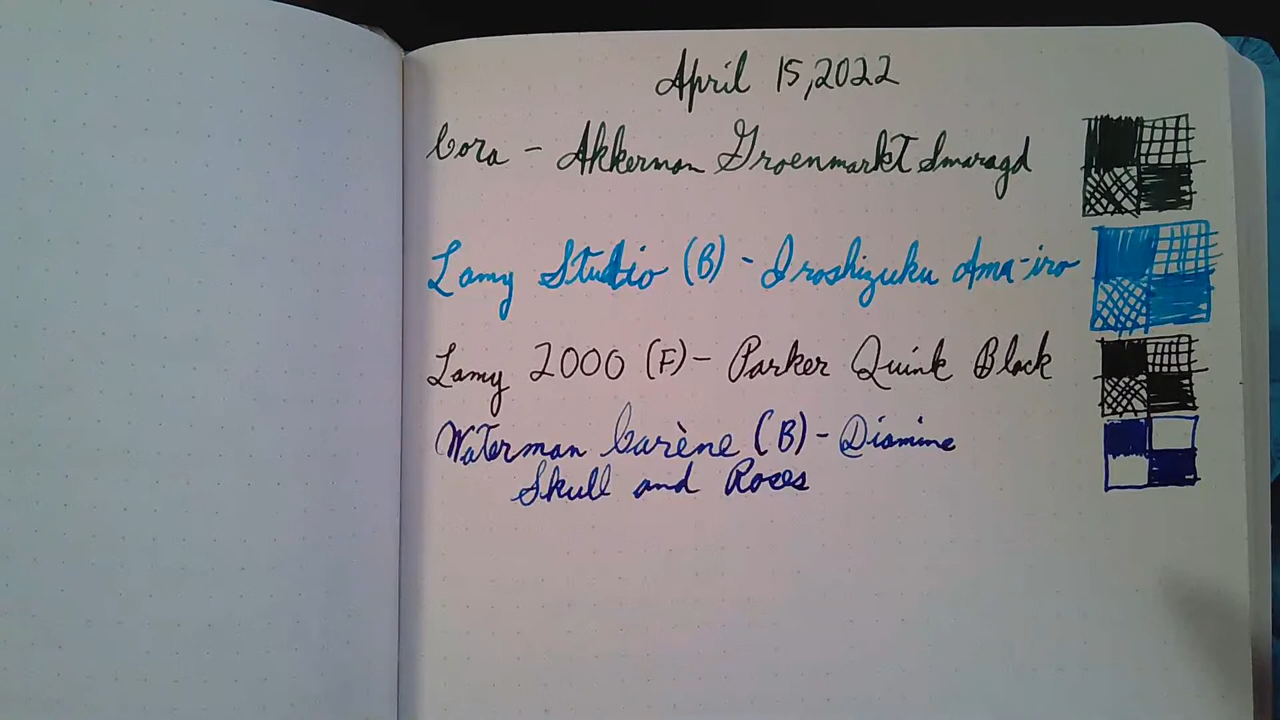 April 15, 2022
Cora - Akkerman Groenmarkt Smaragd
Lamy Studio (B) - Iroshizuku Ama-iro
Lamy 2000 (F) - Parker Quink Black
Waterman Carène (B) - Diamine
Skull and Roses